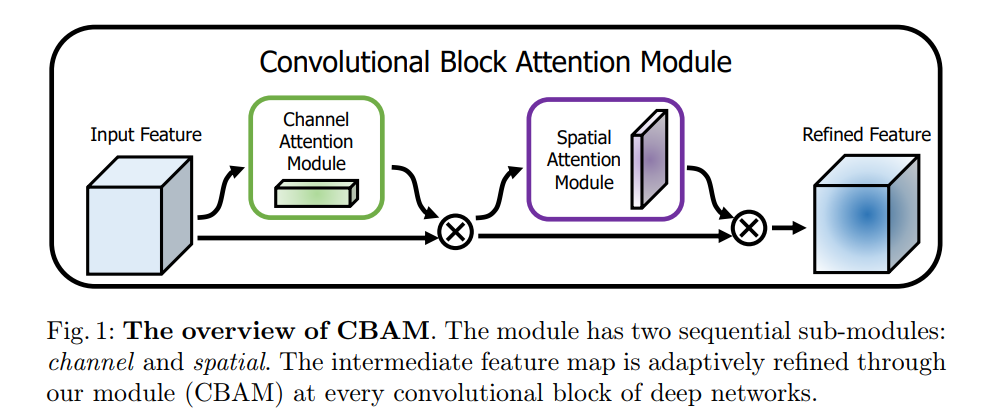 Convolutional Block Attention Module
Input Feature
Channel
Attention
Module
Spatial
Attention
Module
Refined Feature
Fig. 1: The overview of CBAM. The module has two sequential sub-modules:
channel and spatial. The intermediate feature map is adaptively refined through
our module (CBAM) at every convolutional block of deep networks.